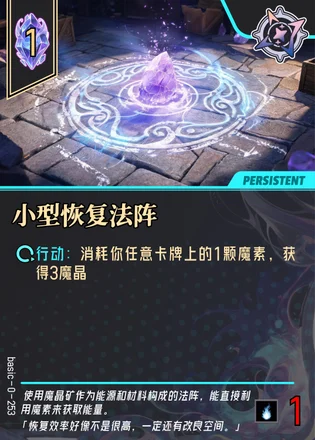 1
PERSISTENT
小型恢复法阵
行动：消耗你任意卡牌上的1颗魔素，获
得3魔晶
basic-0-253
使用魔晶矿作为能源和材料构成的法阵，能直接利
用魔素来获取能量。
「恢复效率好像不是很高，一定还有改良空间。」
1